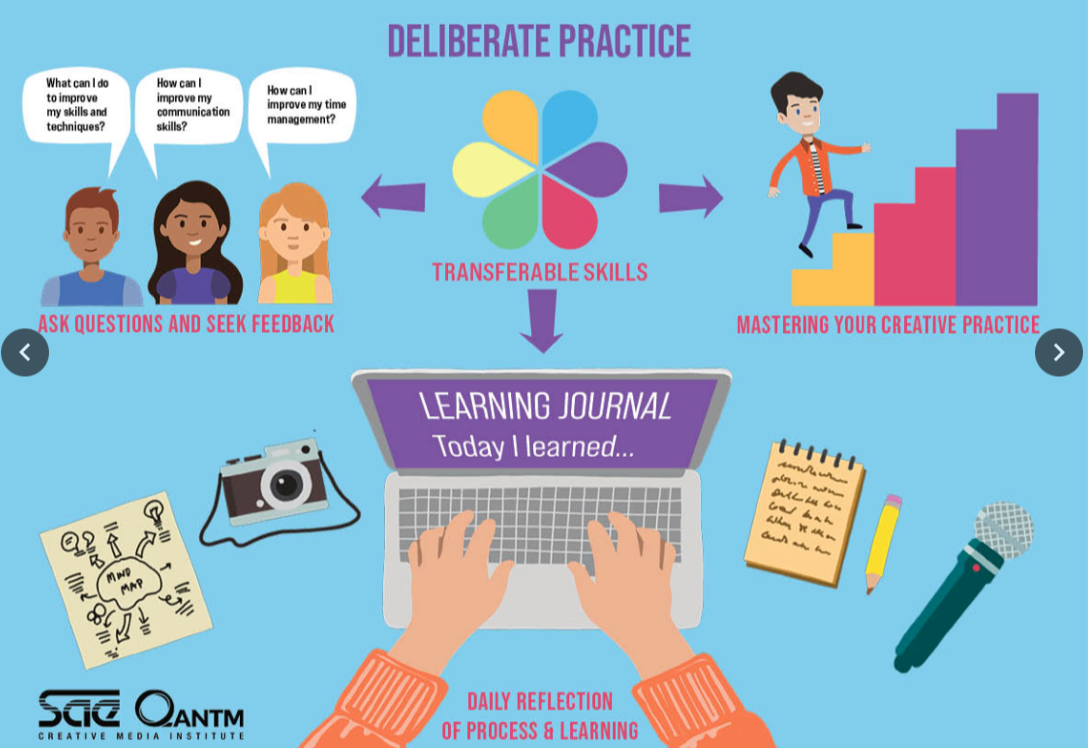 DELIBERATE PRACTICE
What can I do
to improve
my skills and
techniques?
How can I
improve my
communication
skills?
How can I
improve my time
management?
ASK QUESTIONS AND SEEK FEEDBACK
TRANSFERABLE SKILLS
MASTERING YOUR CREATIVE PRACTICE
LEARNING JOURNAL
Today I learned...
MIND
MAP
DAILY REFLECTION
OF PROCESS & LEARNING
SAE QANTM
CREATIVE MEDIA INSTITUTE